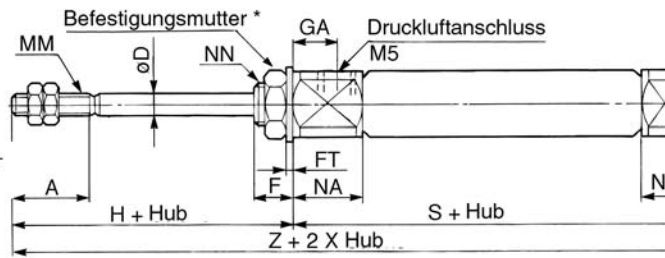 Befestigungsmutter *
GA
Druckluftanschluss
M5
MM
øD
NN
FT
A
F
NA
N
H + Hub
S + Hub
Z + 2 X Hub